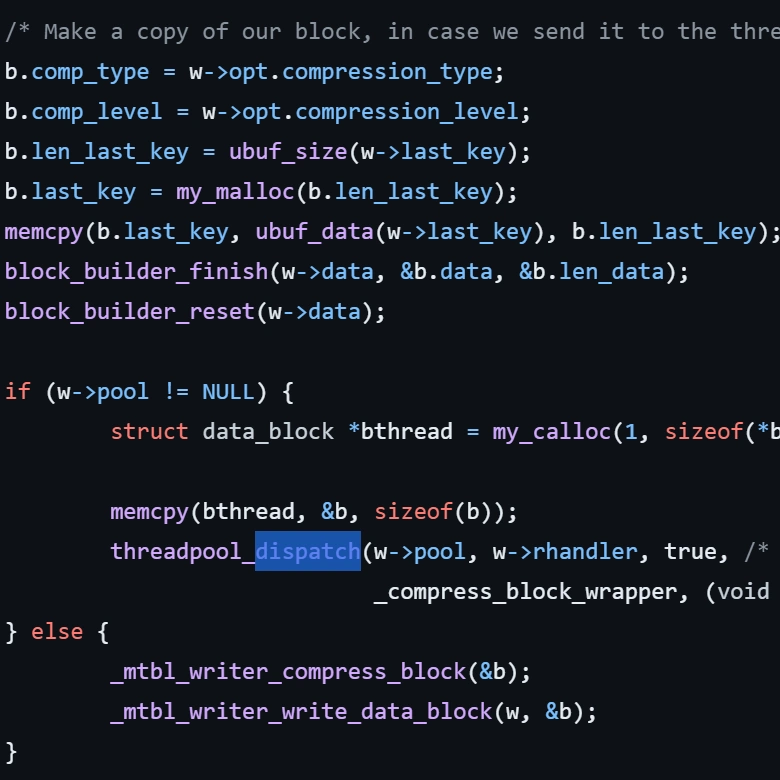 /* Make a copy of our block, in case we send it to the
b.comp_type = w->opt.compression_type;
b.comp_level = w->opt.compression_level;
b.len_last_key = ubuf_size(w->last_key);
b.last_key = my_malloc(b.len_last_key);
memcpy(b.last_key, ubuf_data(w->last_key), b.len_last_key);
block_builder_finish(w->data, &b.data, &b.len_data);
block_builder_reset(w->data);
if (w->pool != NULL) {
struct data_block *bthread = my_calloc(1, sizeof(*b
memcpy(bthread, &b, sizeof(b));
threadpool_dispatch(w->pool, w->rhandler, true, /*
_compress_block_wrapper, (void
} else {
_mtbl_writer_compress_block(&b);
_mtbl_writer_write_data_block(w, &b);
}